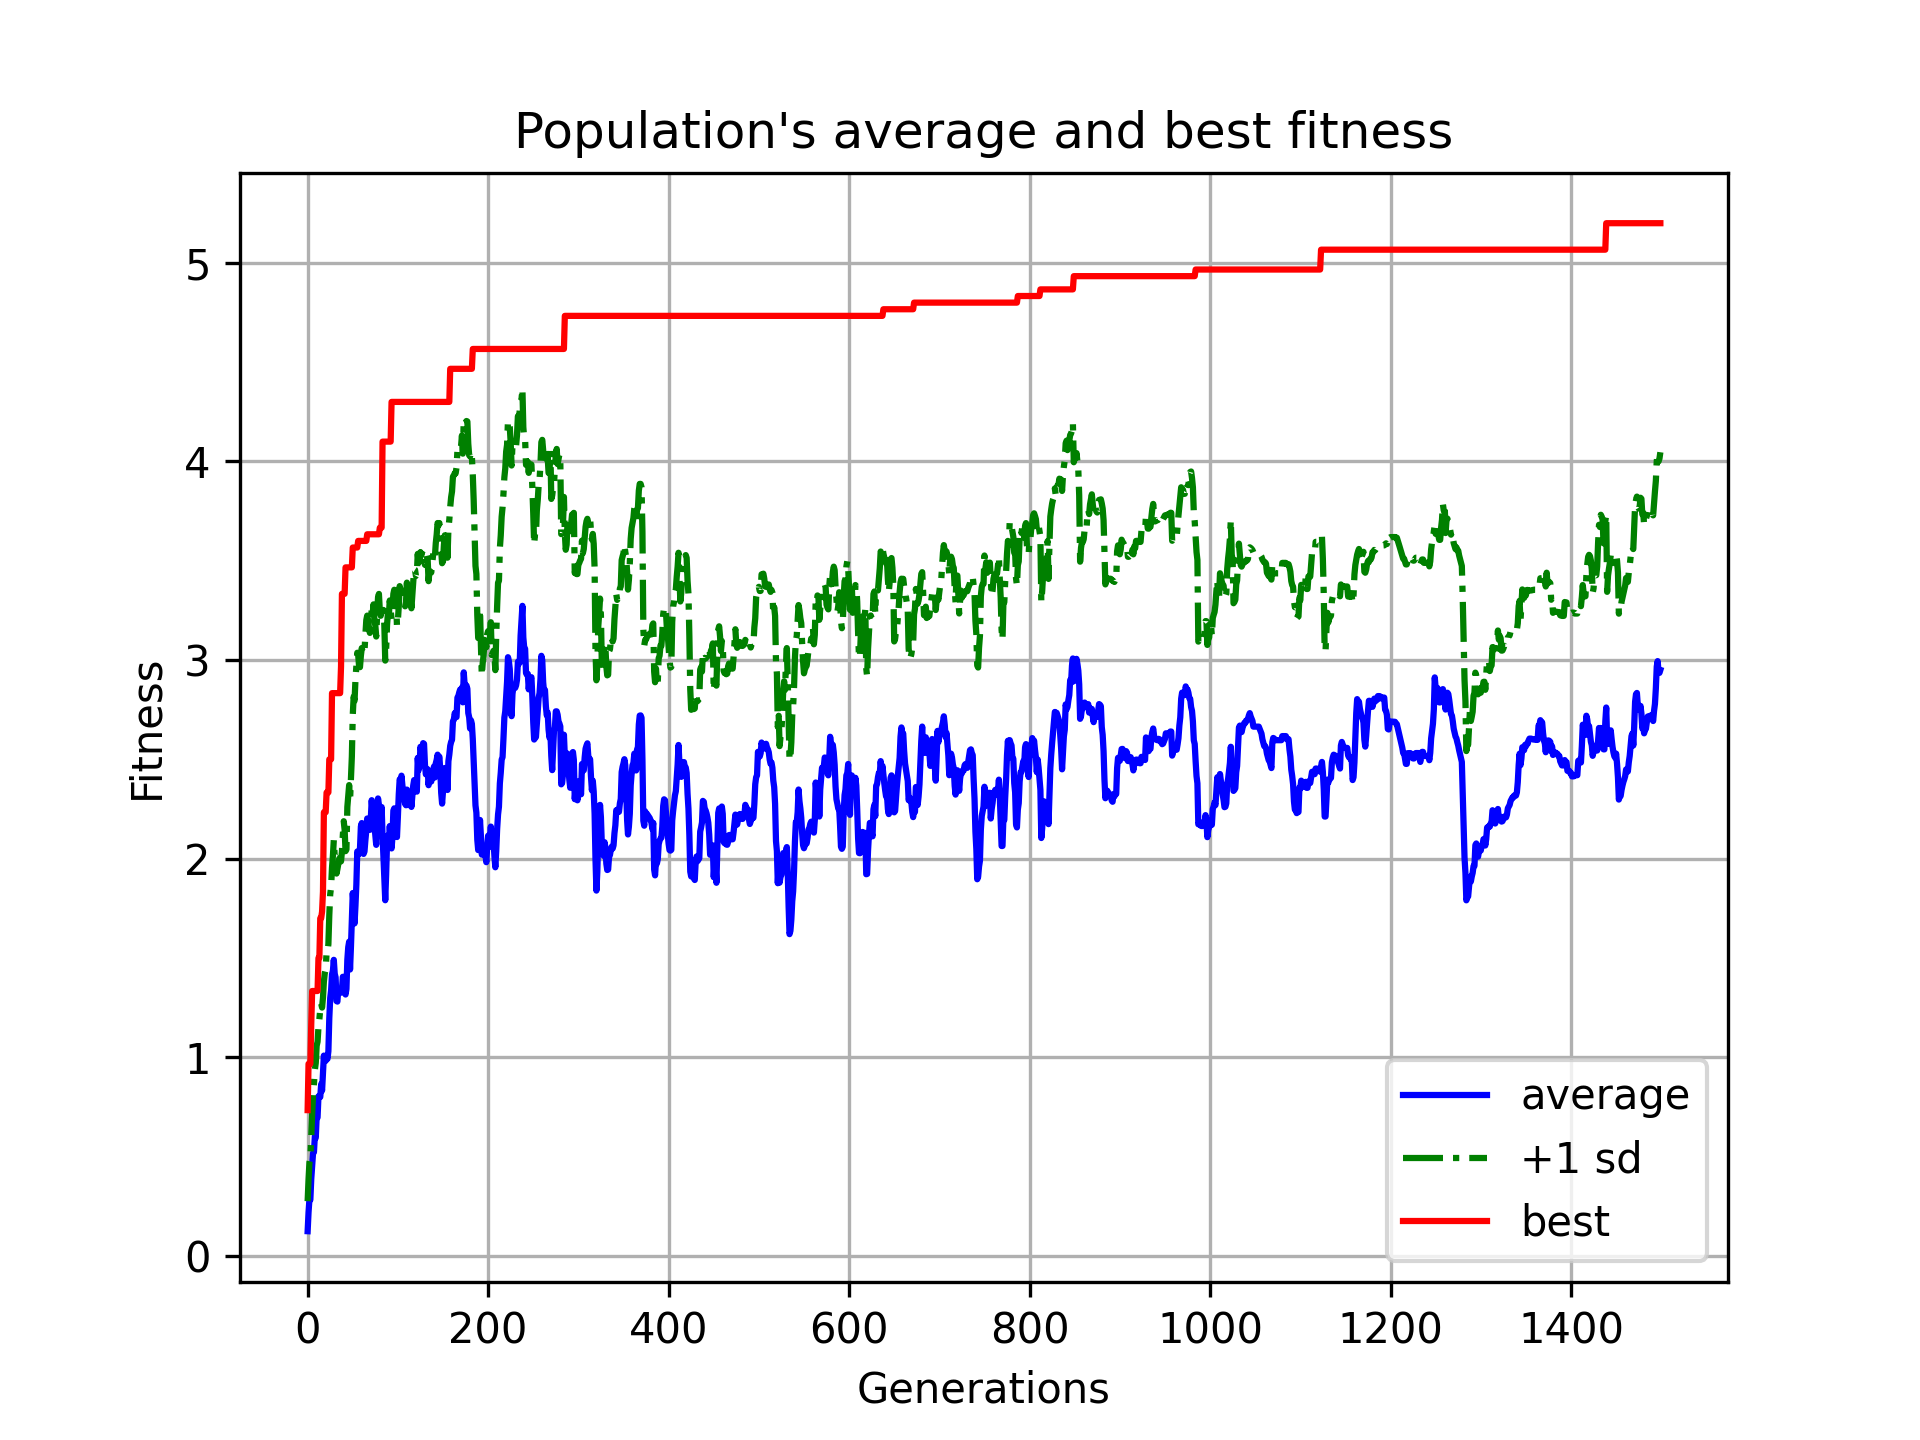 Population's average and best fitness
Fitness
5
4
3
2
1
0
0 200 400 600 800 1000 1200 1400
Generations
average
+1 sd
best